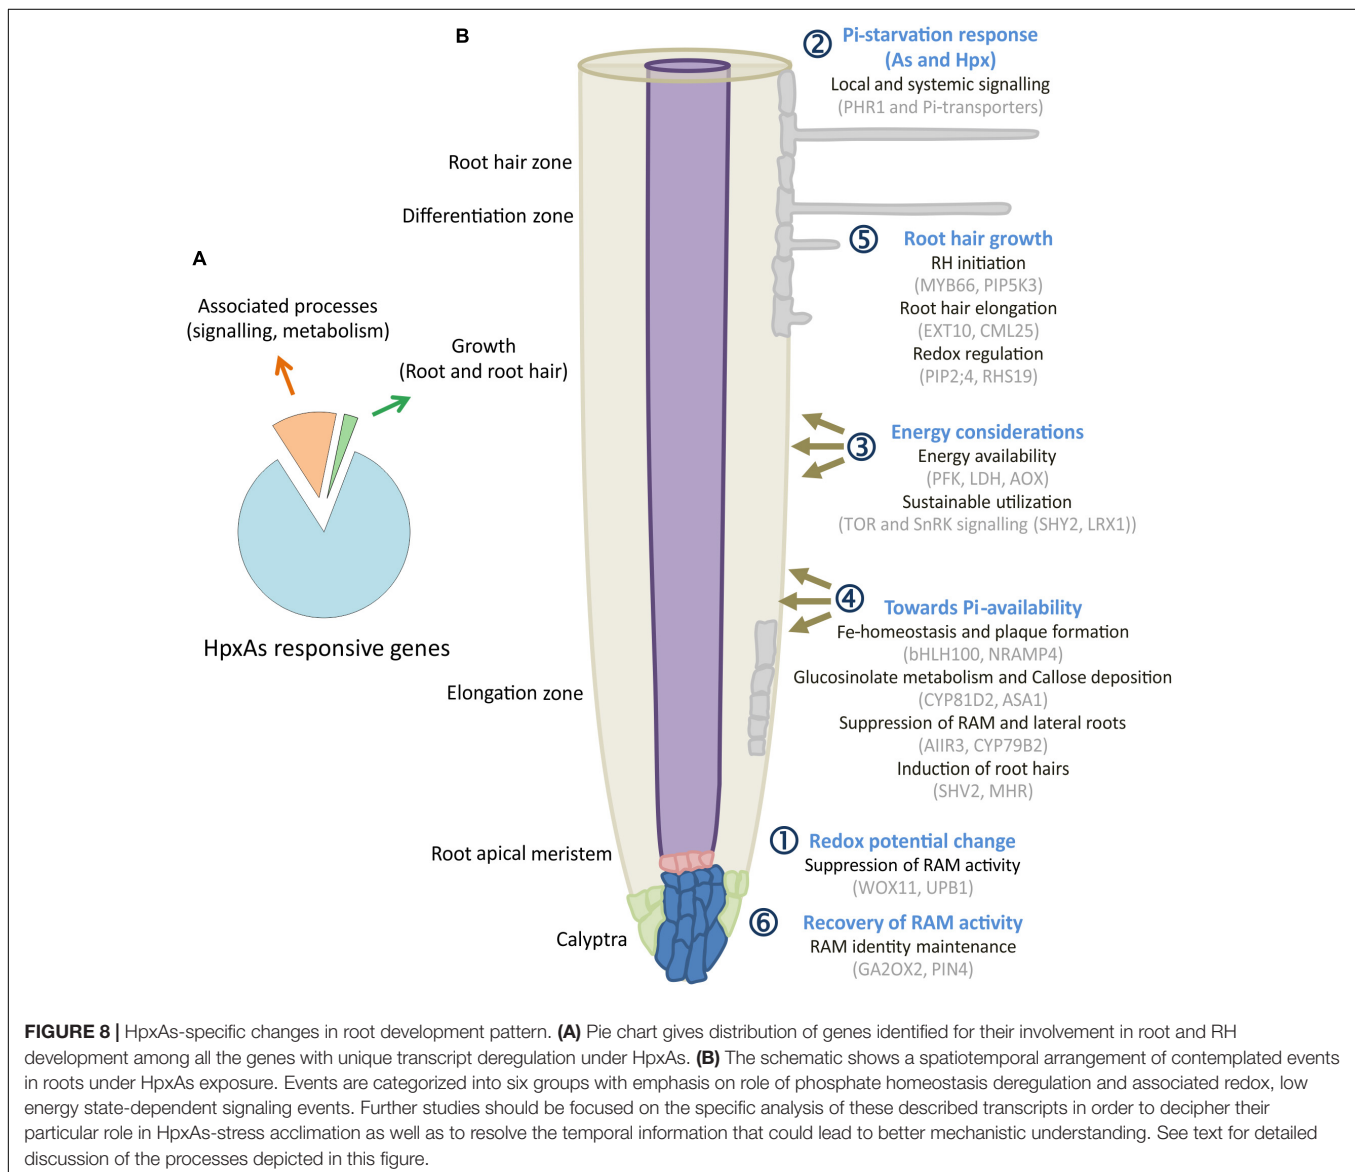 A
Associated processes
(signalling, metabolism)
Growth
(Root and root hair)
HpxAs responsive genes
B
Root hair zone
Differentiation zone
Elongation zone
Root apical meristem
Calyptra
② Pi-starvation response
(As and Hpx)
Local and systemic signalling
(PHR1 and Pi-transporters)
⑤ Root hair growth
RH initiation
(MYB66, PIP5K3)
Root hair elongation
(EXT10, CML25)
Redox regulation
(PIP2;4, RHS19)
③ Energy considerations
Energy availability
(PFK, LDH, AOX)
Sustainable utilization
(TOR and SnRK signalling (SHY2, LRX1))
④ Towards Pi-availability
Fe-homeostasis and plaque formation
(bHLH100, NRAMP4)
Glucosinolate metabolism and Callose deposition
(CYP81D2, ASA1)
Suppression of RAM and lateral roots
(AIIR3, CYP79B2)
Induction of root hairs
(SHV2, MHR)
① Redox potential change
Suppression of RAM activity
(WOX11, UPB1)
⑥ Recovery of RAM activity
RAM identity maintenance
(GA2OX2, PIN4)
FIGURE 8 | HpxAs-specific changes in root development pattern. (A) Pie chart gives distribution of genes identified for their involvement in root and RH
development among all the genes with unique transcript deregulation under HpxAs. (B) The schematic shows a spatiotemporal arrangement of contemplated events
in roots under HpxAs exposure. Events are categorized into six groups with emphasis on role of phosphate homeostasis deregulation and associated redox, low
energy state-dependent signaling events. Further studies should be focused on the specific analysis of these described transcripts in order to decipher their
particular role in HpxAs-stress acclimation as well as to resolve the temporal information that could lead to better mechanistic understanding. See text for detailed
discussion of the processes depicted in this figure.